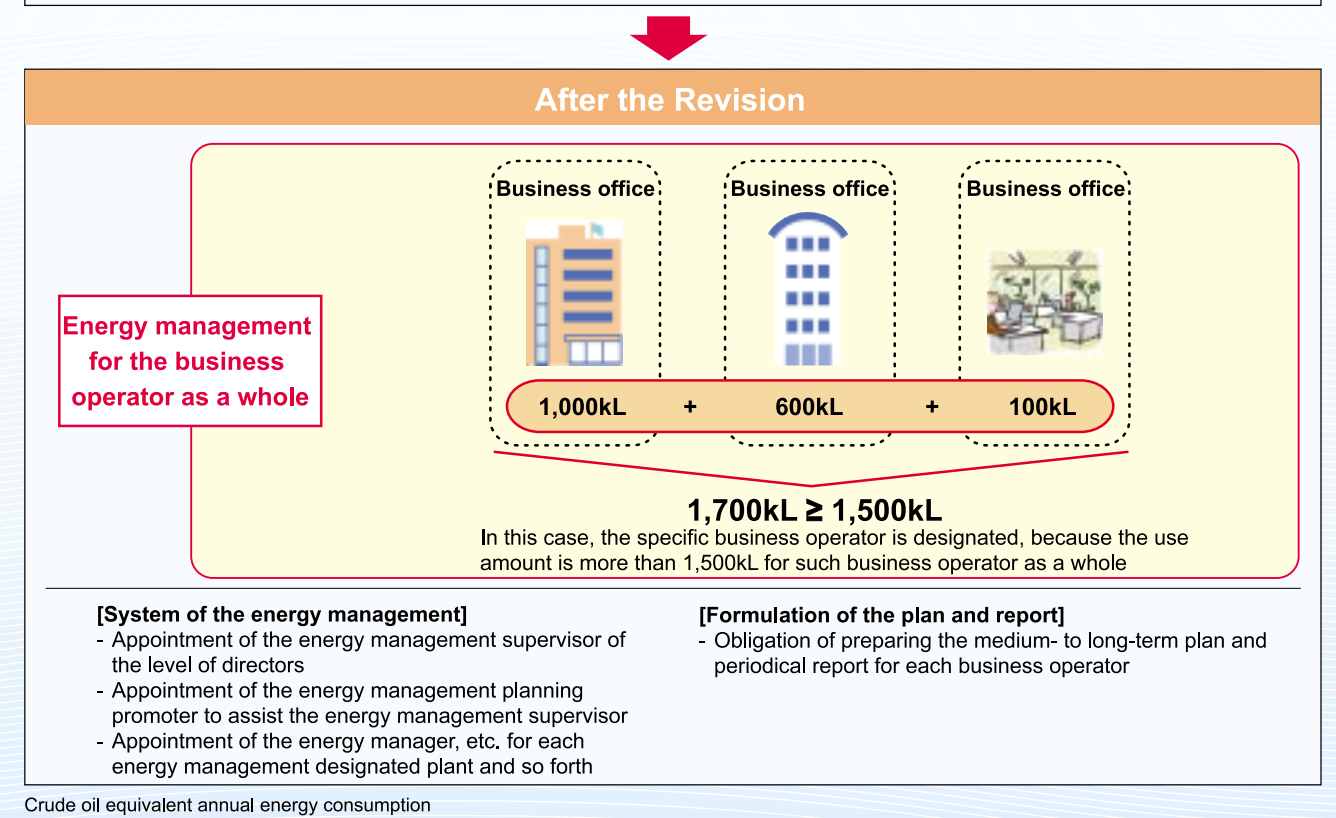 After the Revision
Business office
Business office
Business office
Energy management
for the business
operator as a whole
1,000kL + 600kL + 100kL
1,700kL ≥ 1,500kL
In this case, the specific business operator is designated, because the use
amount is more than 1,500kL for such business operator as a whole
[System of the energy management]
- Appointment of the energy management supervisor of
the level of directors
- Appointment of the energy management planning
promoter to assist the energy management supervisor
- Appointment of the energy manager, etc. for each
energy management designated plant and so forth
[Formulation of the plan and report]
- Obligation of preparing the medium- to long-term plan and
periodical report for each business operator
Crude oil equivalent annual energy consumption